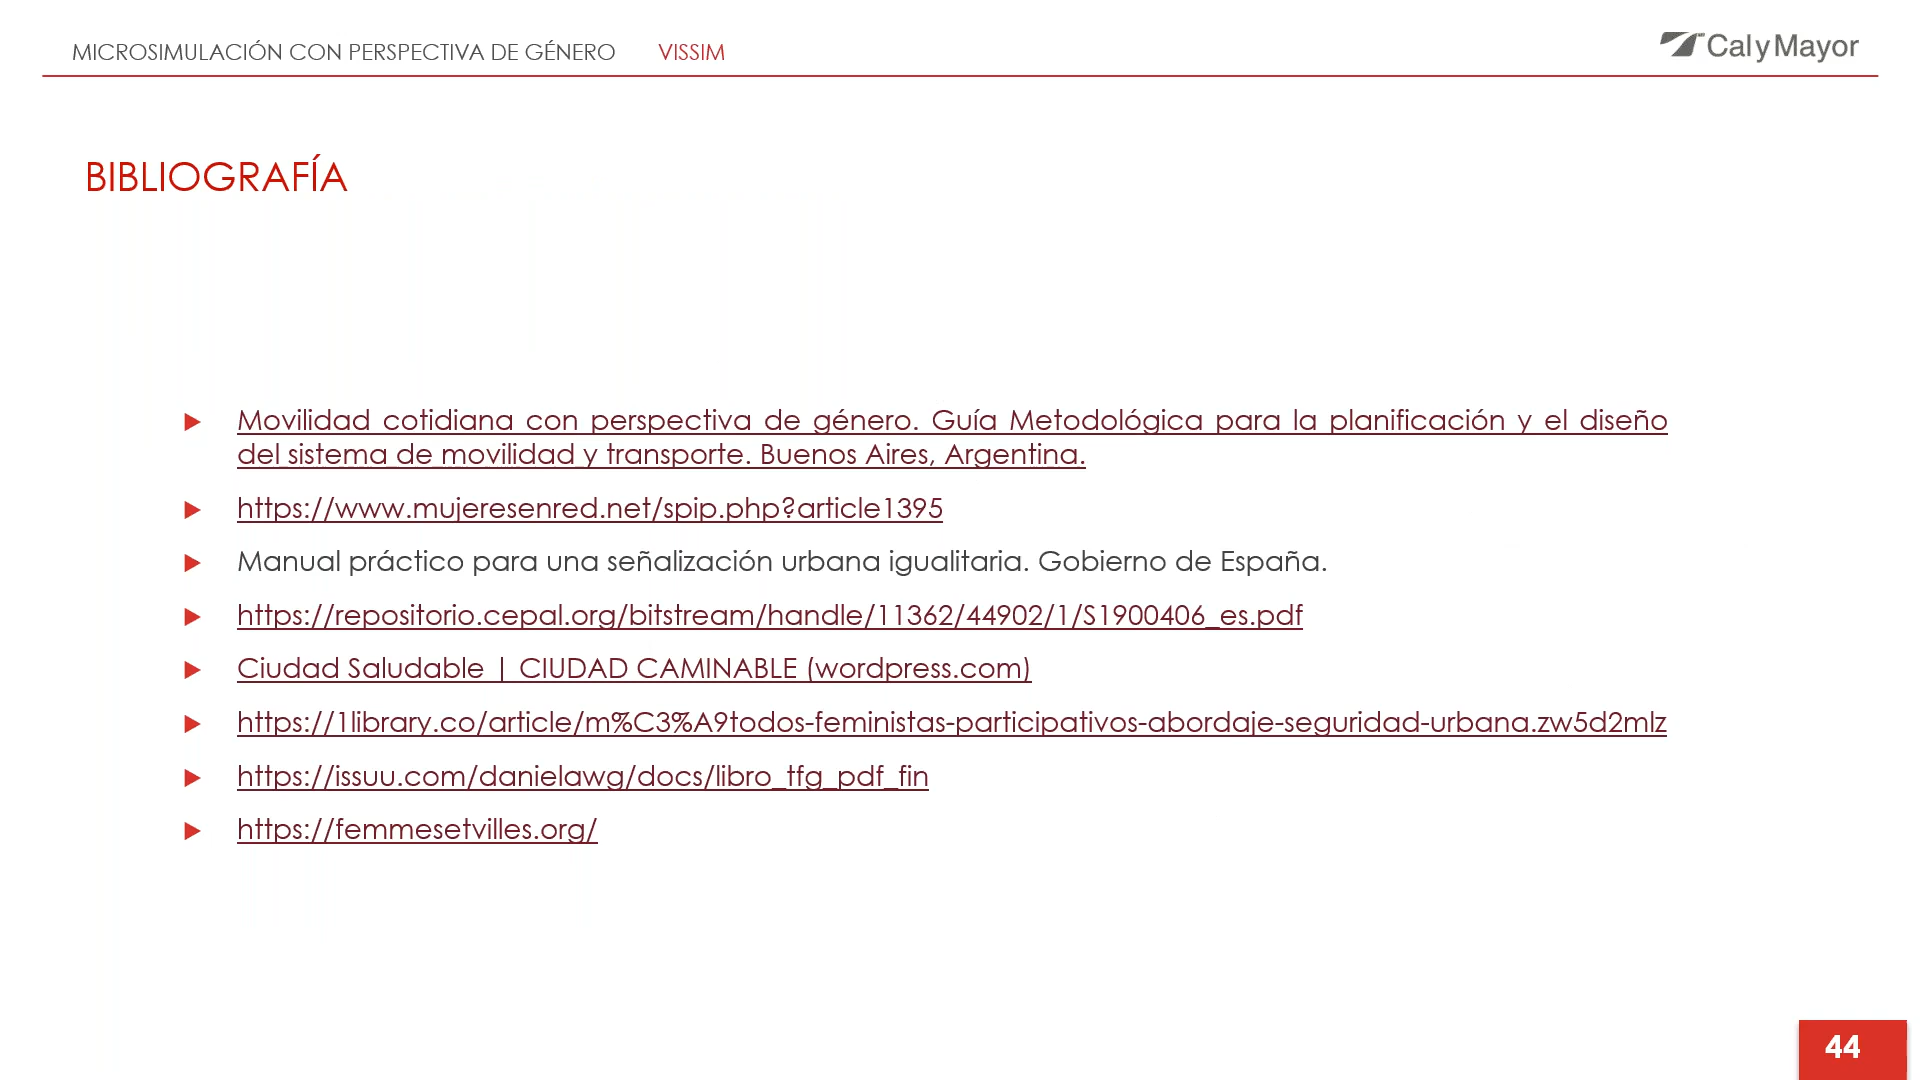 MICROSIMULACIÓN CON PERSPECTIVA DE GÉNERO VISSIM
CalyMayor
BIBLIOGRAFÍA
Movilidad cotidiana con perspectiva de género. Guía Metodológica para la planificación y el diseño
del sistema de movilidad y transporte. Buenos Aires, Argentina.
https://www.mujeresenred.net/spip.php?article1395
Manual práctico para una señalización urbana igualitaria. Gobierno de España.
https://repositorio.cepal.org/bitstream/handle/11362/44902/1/S1900406_es.pdf
Ciudad Saludable | CIUDAD CAMINABLE (wordpress.com)
https://1library.co/article/m%C3%A9todos-feministas-participativos-abordaje-seguridad-urbana.zw5d2mlz
https://issuu.com/danielawg/docs/libro_tfg_pdf_fin
https://femmesetvilles.org/
44